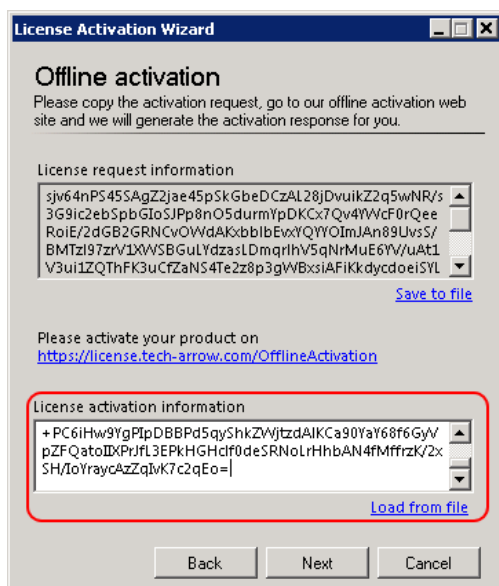 License Activation Wizard
Offline activation
Please copy the activation request, go to our offline activation web
site and we will generate the activation response for you.
License request information
sjv64nPS45SAgZ2jae45pSkGbeDCzAL28jDvuikZ2q5wNR/s
3G9ic2ebSpbGIoSJPp8nO5durmYpDKCx7Qv4YWcF0rQee
RoiE/2dGB2GRNCvOWdAKxbbIbEvxYQYYOImJAn89UvsS/
BMTzI97zrV1XWSBGuLYdzasLDmqrIhV5qNrMuE6YV/uAt1
V3ui1ZQThFK3uCfZaNS4Te2z8p3gWBxsiAFiKkdycdoeiSYL
Save to file
Please activate your product on
https://license.tech-arrow.com/OfflineActivation
License activation information
+PC6iHw9YgPIpDBBPd5qyShkZWjtzdAlKCa90YaY68f6GyV
pZFQatoIIXPrJfL3EPkHGHclf0deSRNoLrHhbAN4fMffrzK/2x
SH/IoYraycAzZqIvK7c2qEo=
Load from file
Back
Next
Cancel